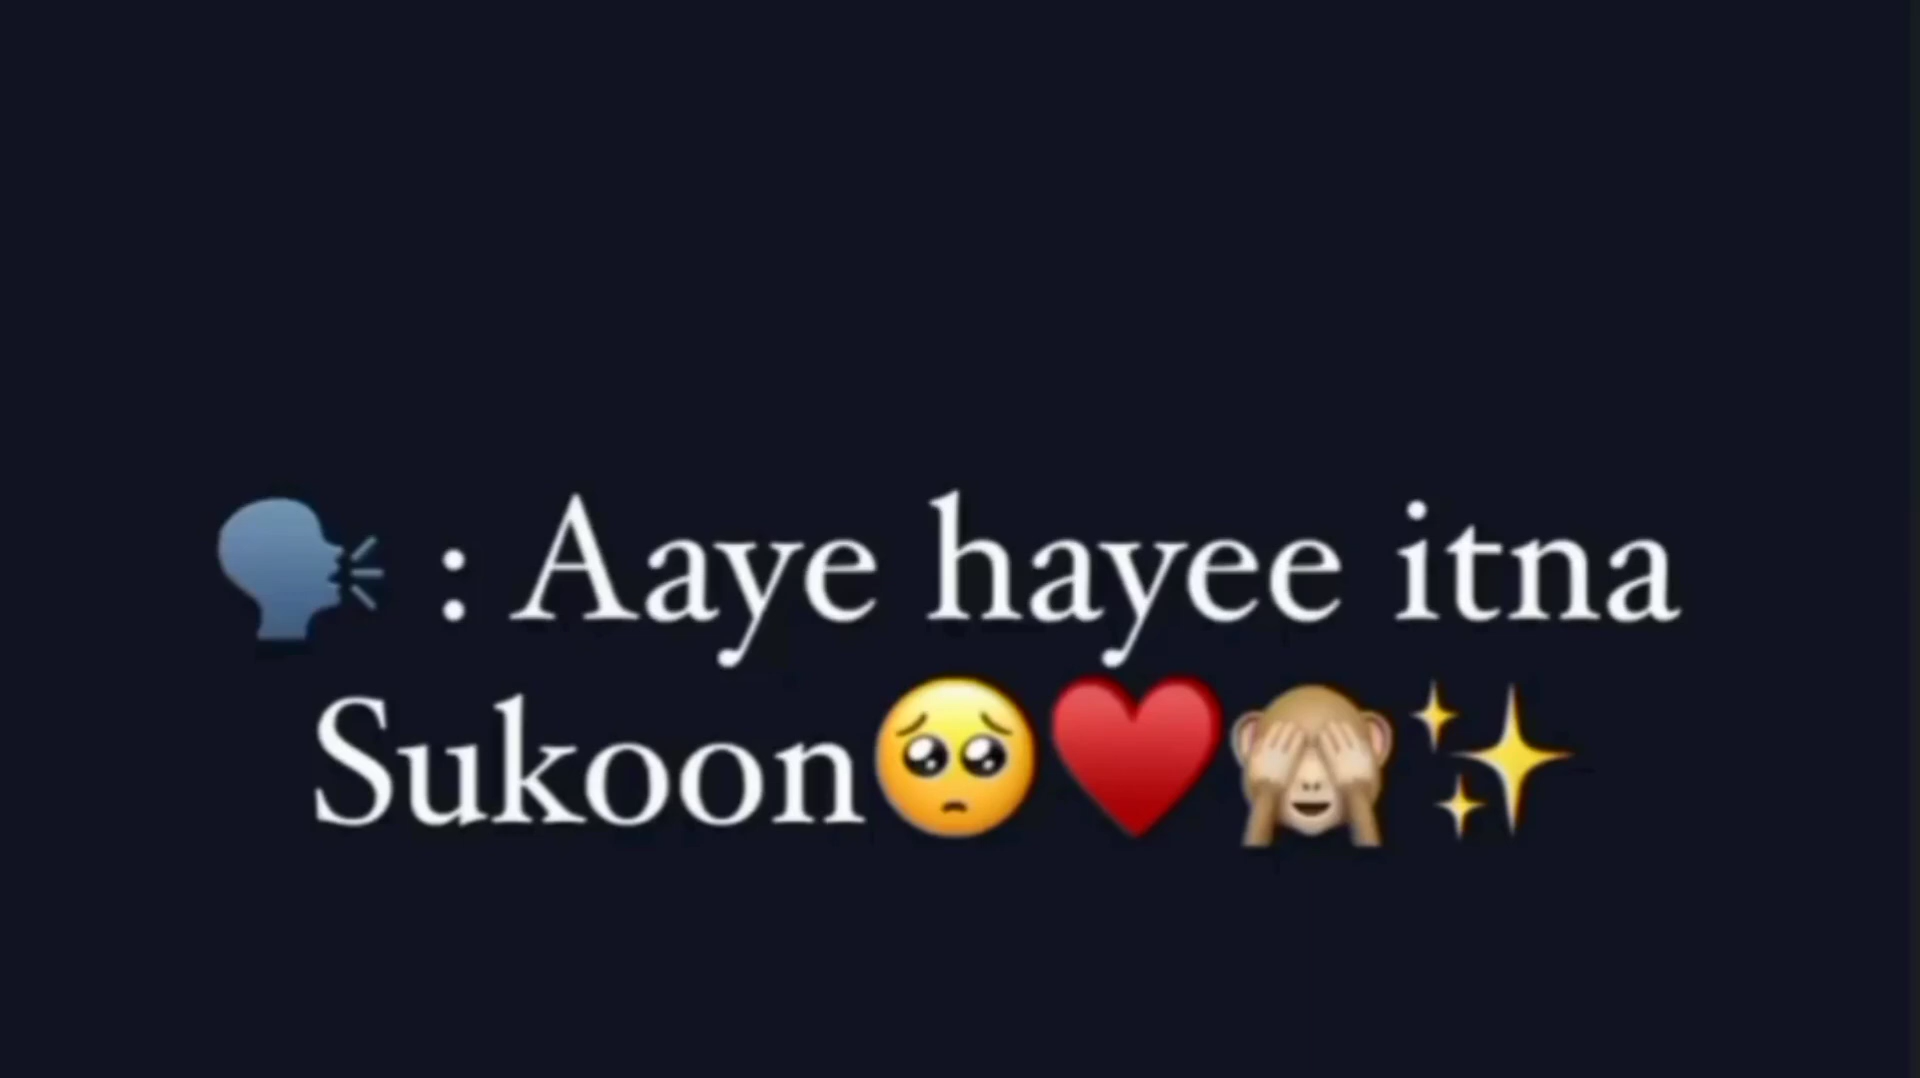 🗣️ : Aaye hayee itna
Sukoon🥺♥️🙈✨